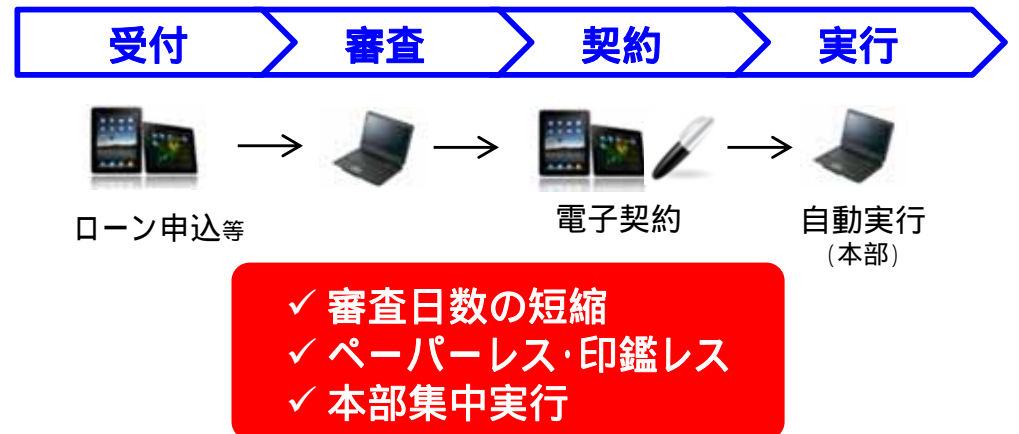 受付 審査 契約 実行
ローン申込等
電子契約
自動実行
(本部)
✓ 審査日数の短縮
✓ ペーパーレス・印鑑レス
✓ 本部集中実行